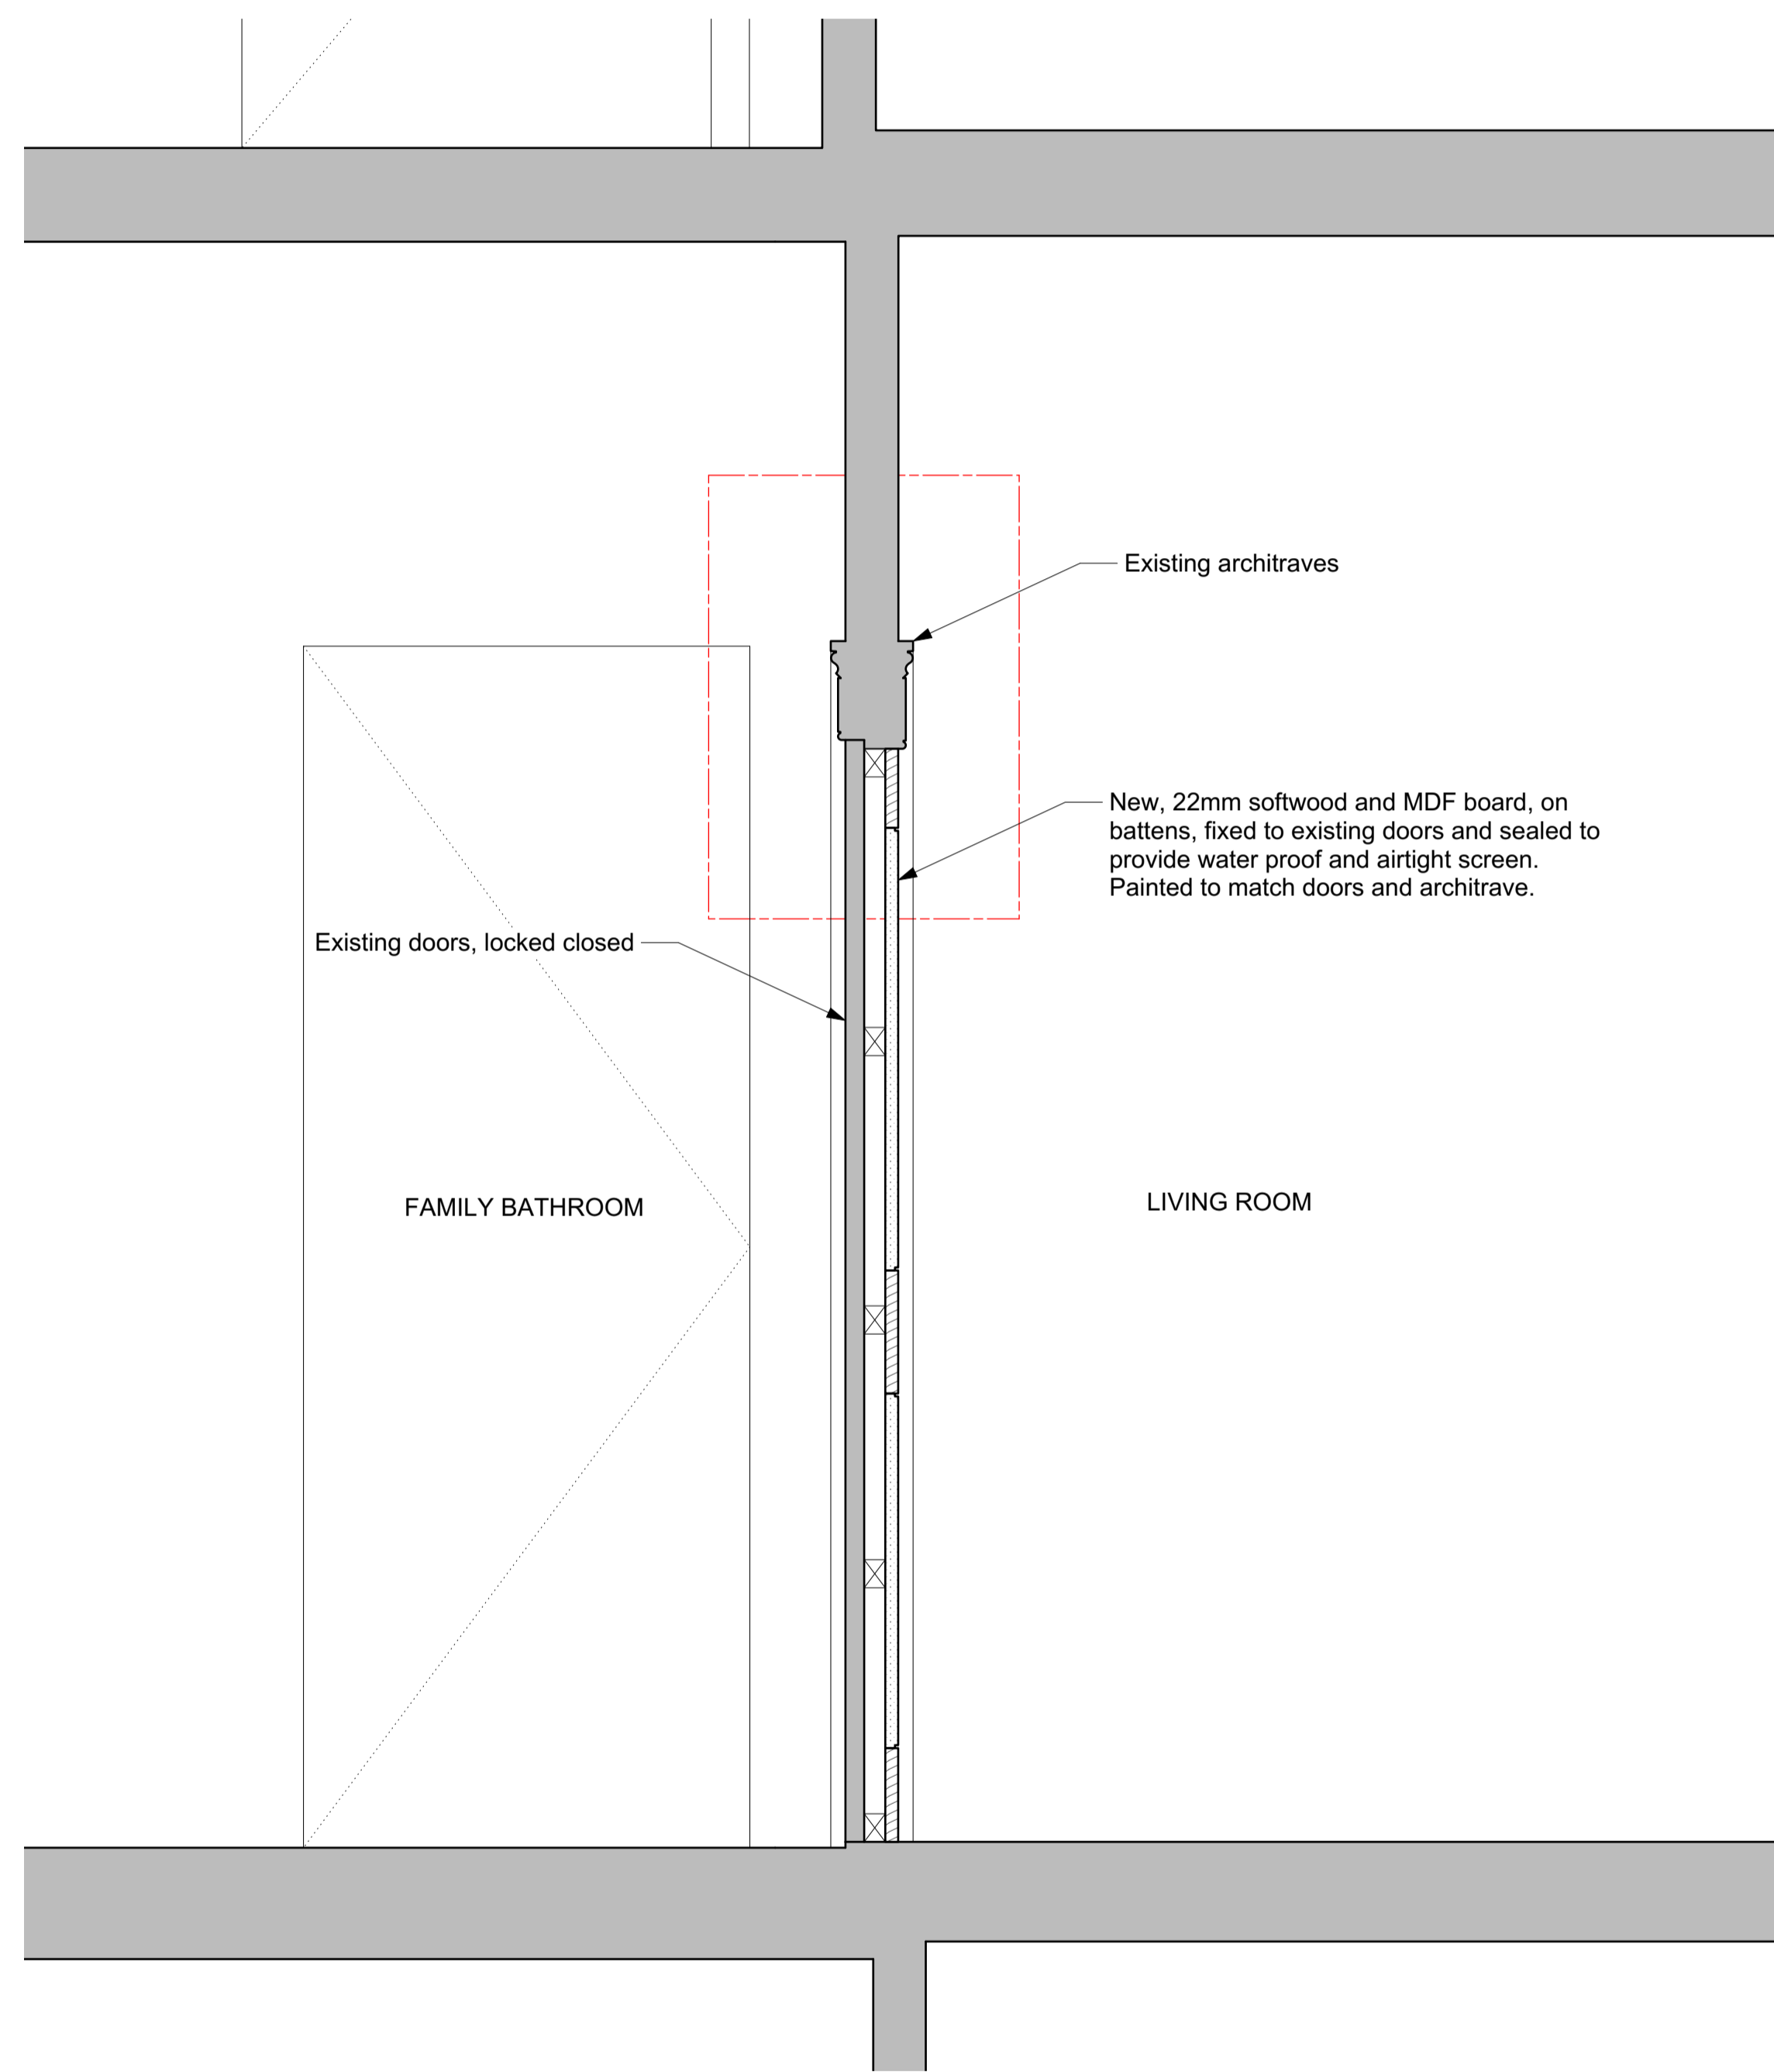 Existing architraves
New, 22mm softwood and MDF board, on
battens, fixed to existing doors and sealed to
provide water proof and airtight screen.
Painted to match doors and architrave.
Existing doors, locked closed
FAMILY BATHROOM
LIVING ROOM